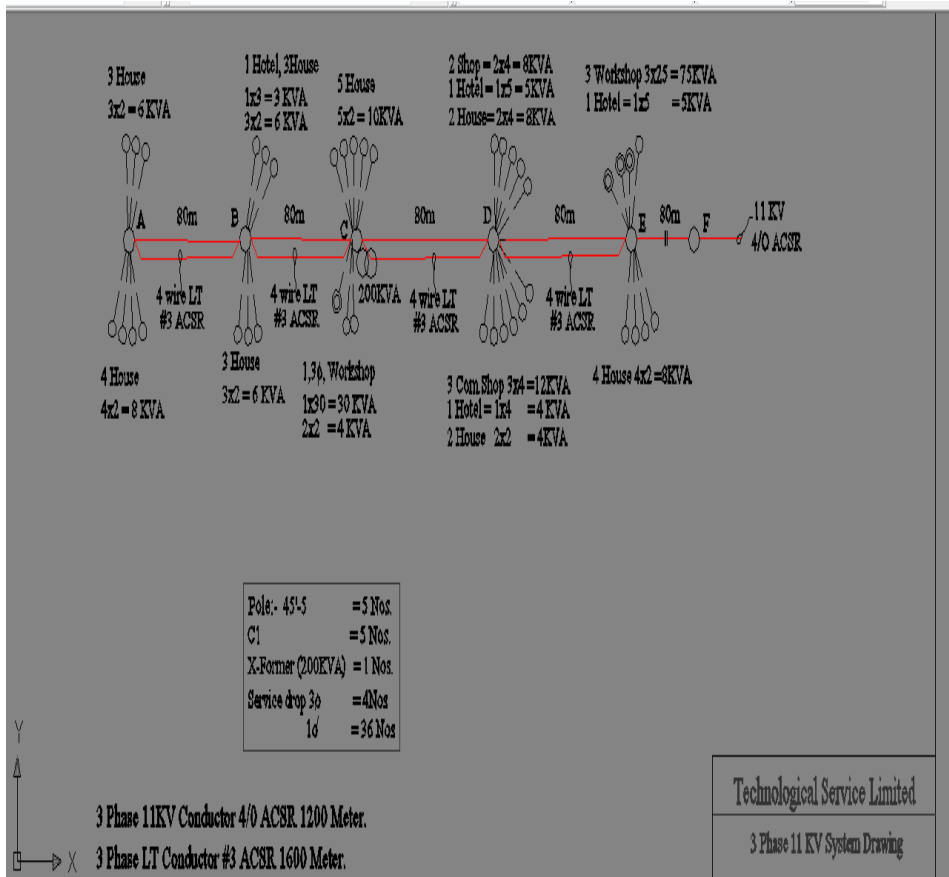 3 House
3x2 = 6 KVA
1 Hotel, 3House
1x3 = 3 KVA
3x2 = 6 KVA
5 House
5x2 = 10KVA
2 Shop = 2x4 = 8KVA
1 Hotel = 1x5 = 5KVA
2 House= 2x4 = 8KVA
3 Workshop 3x25 = 75KVA
1 Hotel = 1x5 = 5KVA
A
80m
B
80m
C
80m
D
80m
E
80m
F
11 KV
4/0 ACSR
4 wire LT
#3 ACSR
4 wire LT
#3 ACSR
200KVA
4 wire LT
#3 ACSR
4 wire LT
#3 ACSR
4 House
4x2 = 8 KVA
3 House
3x2 = 6 KVA
1,3ϕ, Workshop
1x30 = 30 KVA
2x2 = 4 KVA
3 Com.Shop 3x4 =12KVA
1 Hotel = 1x4 = 4 KVA
2 House 2x2 = 4KVA
4 House 4x2 = 8KVA
Pole:- 45'-5 = 5 Nos.
C1 = 5 Nos.
X-Former (200KVA) = 1 Nos.
Service drop 3ϕ = 4Nos
1ϕ = 36 Nos
Y
X
3 Phase 11KV Conductor 4/0 ACSR 1200 Meter.
3 Phase LT Conductor #3 ACSR 1600 Meter.
Technological Service Limited
3 Phase 11 KV System Drawing